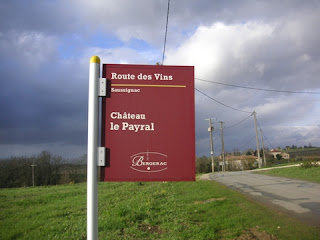 Route des Vins
Saussignac
Château
le Payral
BERGERAC